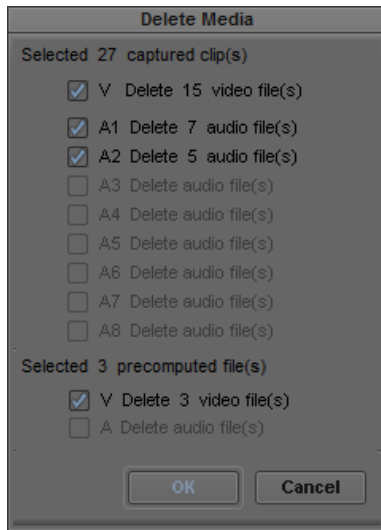 Delete Media
Selected 27 captured clip(s)
V Delete 15 video file(s)
A1 Delete 7 audio file(s)
A2 Delete 5 audio file(s)
A3 Delete audio file(s)
A4 Delete audio file(s)
A5 Delete audio file(s)
A6 Delete audio file(s)
A7 Delete audio file(s)
A8 Delete audio file(s)
Selected 3 precomputed file(s)
V Delete 3 video file(s)
A Delete audio file(s)
OK Cancel